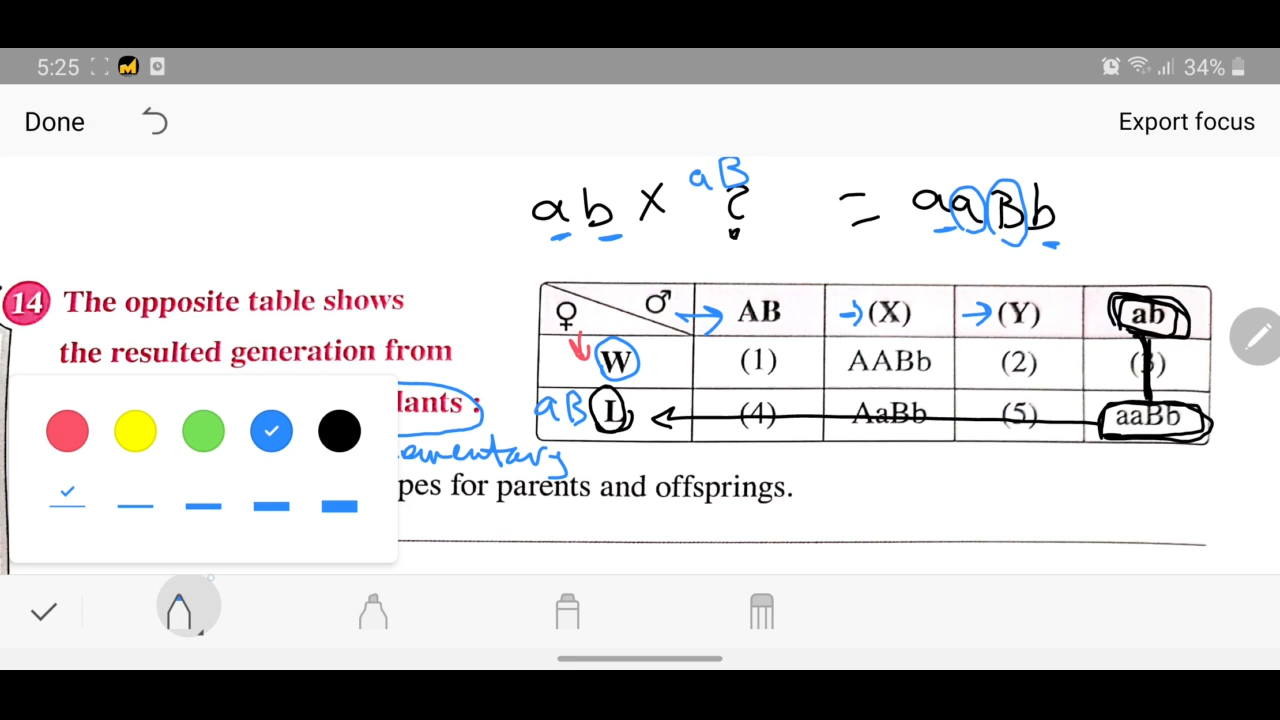 5:25 34%
Done Export focus
aB
ab X ? = aaBb
14 The opposite table shows
the resulted generation from
lants :
♀ ♂ AB (X) (Y) ab
W (1) AABb (2) (3)
aB L (4) AaBb (5) aaBb
omentary
pes for parents and offsprings.